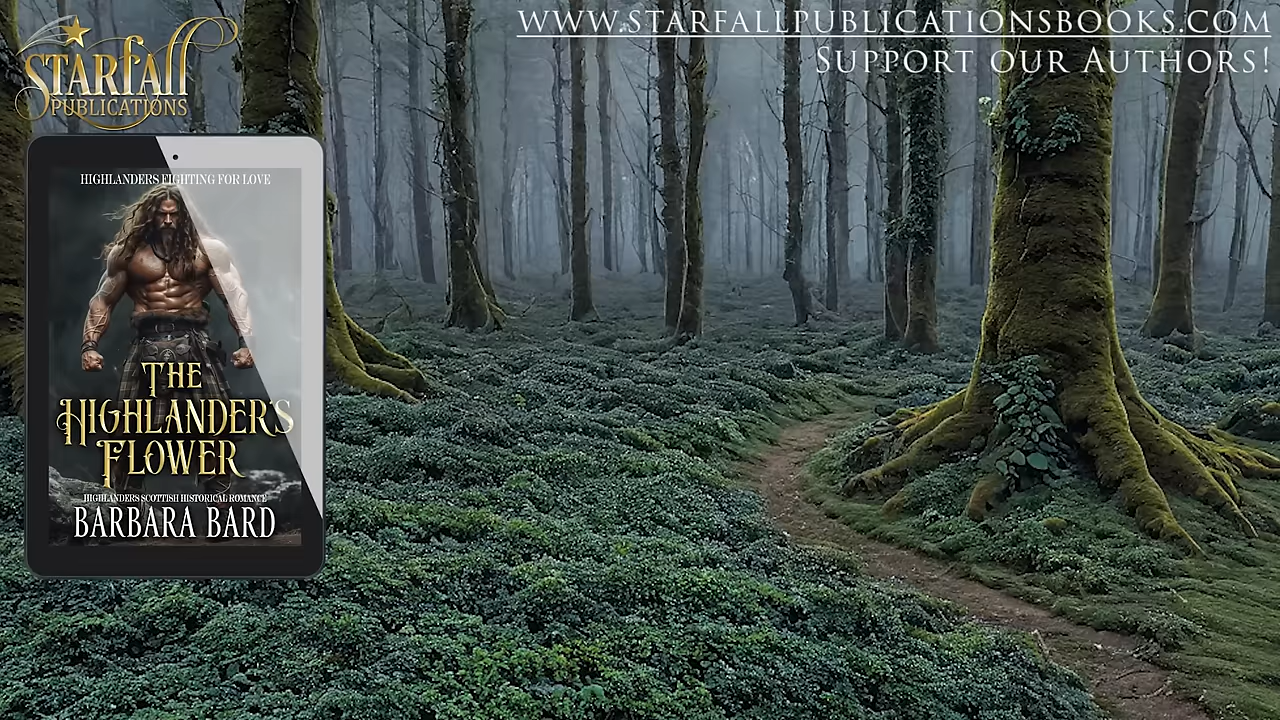 STARfall
PUBLICATIONS
WWW.STARFALLPUBLICATIONSBOOKS.COM
SUPPORT OUR AUTHORS!
HIGHLANDERS FIGHTING FOR LOVE
THE
HIGHLANDER'S
FLOWER
HIGHLANDERS SCOTTISH HISTORICAL ROMANCE
BARBARA BARD